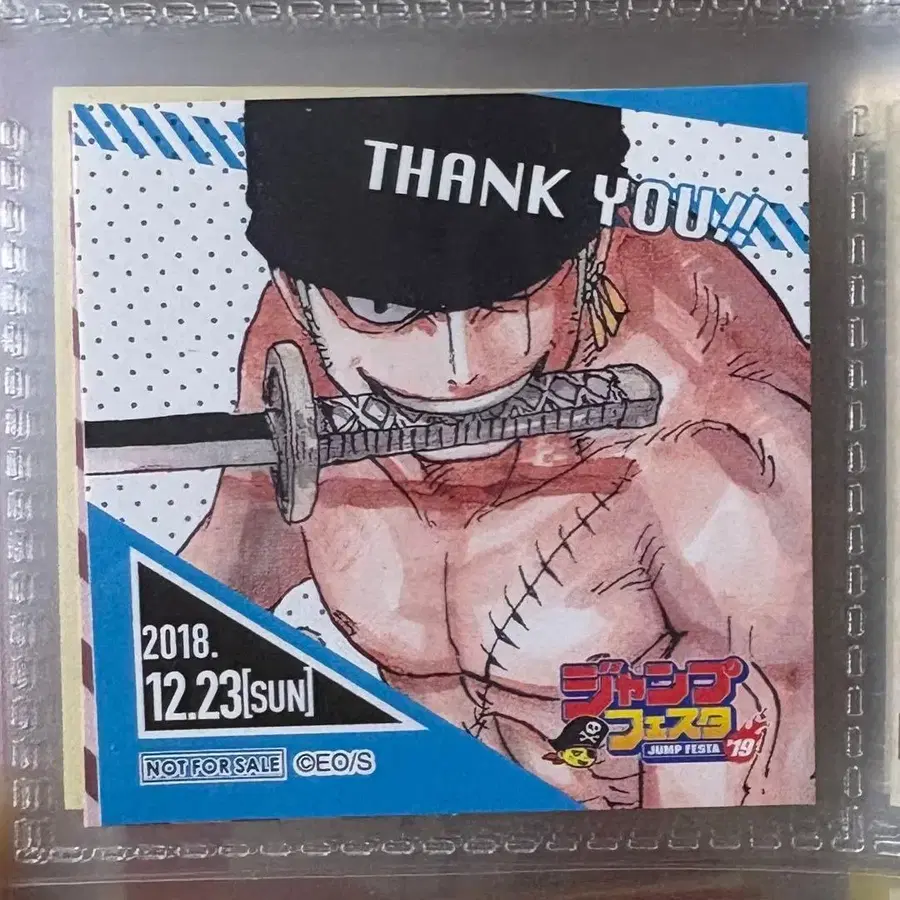 THANK YOU!!
2018.
12.23[SUN]
NOT FOR SALE ©EO/S
ジャンプ
フェスタ
JUMP FESTA '19